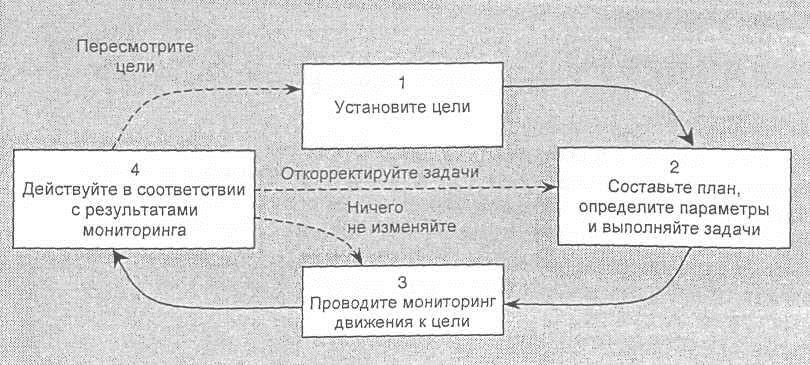 Пересмотрите
цели
1
Установите цели
4
Действуйте в соответствии
с результатами
мониторинга
Откорректируйте задачи
Ничего
не изменяйте
2
Составьте план,
определите параметры
и выполняйте задачи
3
Проводите мониторинг
движения к цели